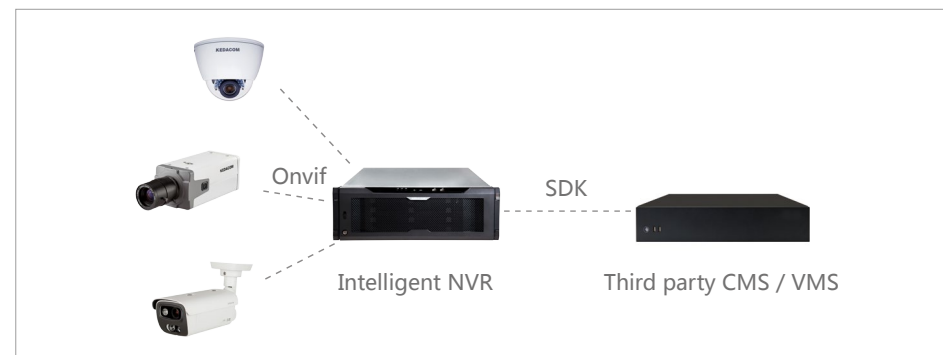 KEDACOM
KEDACOM
Onvif
SDK
Intelligent NVR
Third party CMS / VMS